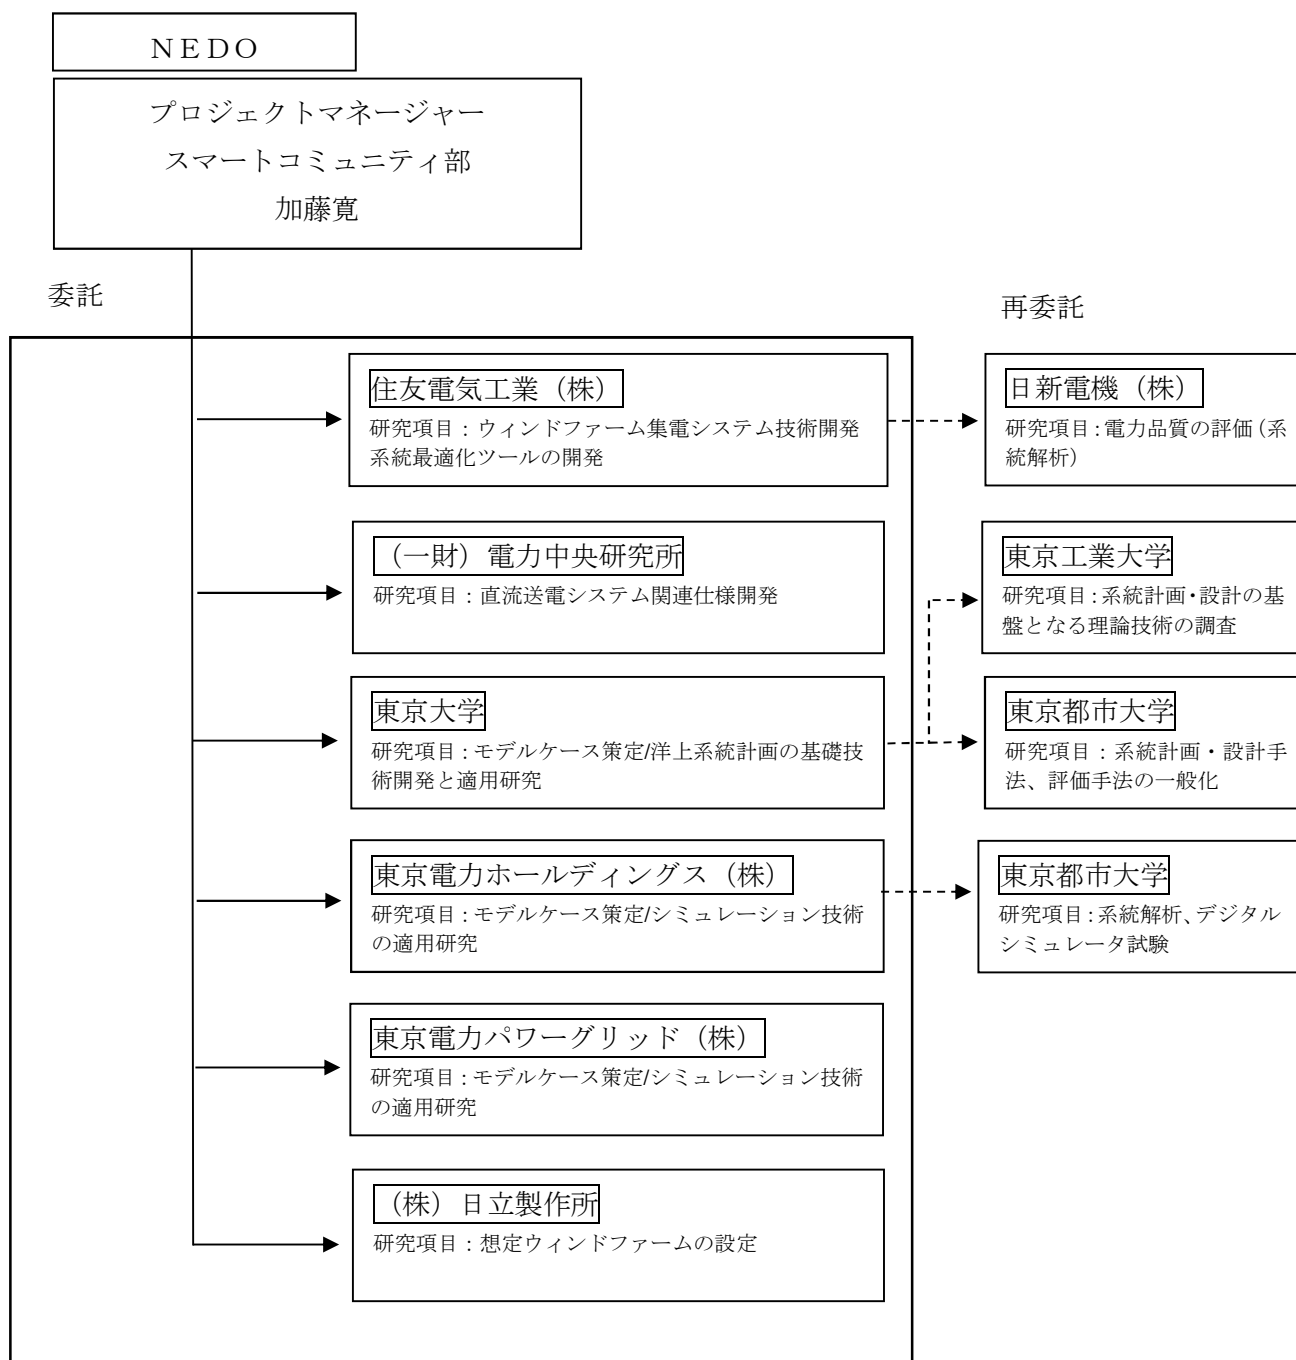 NEDO
プロジェクトマネージャー
スマートコミュニティ部
加藤寛
委託
再委託
住友電気工業（株）
研究項目：ウィンドファーム集電システム技術開発
系統最適化ツールの開発
日新電機（株）
研究項目：電力品質の評価（系
統解析）
（一財）電力中央研究所
研究項目：直流送電システム関連仕様開発
東京工業大学
研究項目：系統計画・設計の基
盤となる理論技術の調査
東京大学
研究項目：モデルケース策定/洋上系統計画の基礎技
術開発と適用研究
東京都市大学
研究項目：系統計画・設計手
法、評価手法の一般化
東京電力ホールディングス（株）
研究項目：モデルケース策定/シミュレーション技術
の適用研究
東京都市大学
研究項目：系統解析、デジタル
シミュレータ試験
東京電力パワーグリッド（株）
研究項目：モデルケース策定/シミュレーション技術
の適用研究
（株）日立製作所
研究項目：想定ウィンドファームの設定